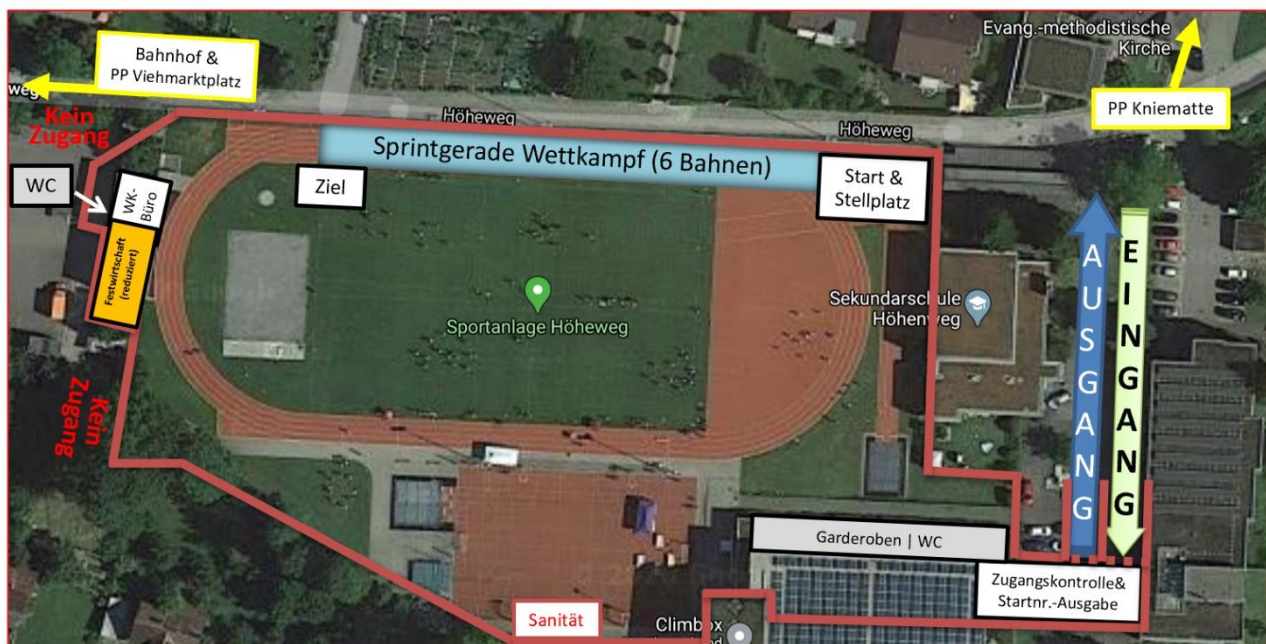 Bahnhof &
PP Viehmarktplatz
Evang.-methodistische
Kirche
PP Kniematte
Kein
Zugang
Höheweg
Höheweg
Sprintgerade Wettkampf (6 Bahnen)
WC
WK-
Büro
Ziel
Start &
Stellplatz
Festwirtschaft
(reduziert)
Sportanlage Höheweg
Sekundarschule
Höhenweg
AUSGANG
EINGANG
Kein
Zugang
Garderoben | WC
Zugangskontrolle&
Startnr.-Ausgabe
Sanität
Climbox